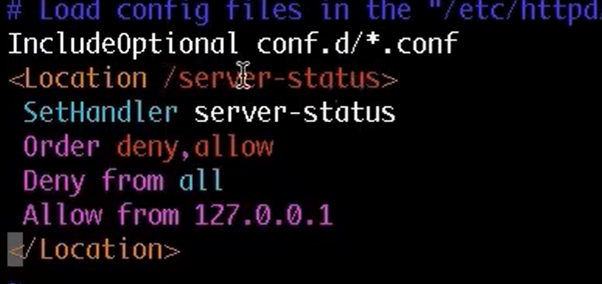 # Load config files in the "/etc/httpd/
IncludeOptional conf.d/*.conf
<Location /server-status>
SetHandler server-status
Order deny,allow
Deny from all
Allow from 127.0.0.1
</Location>